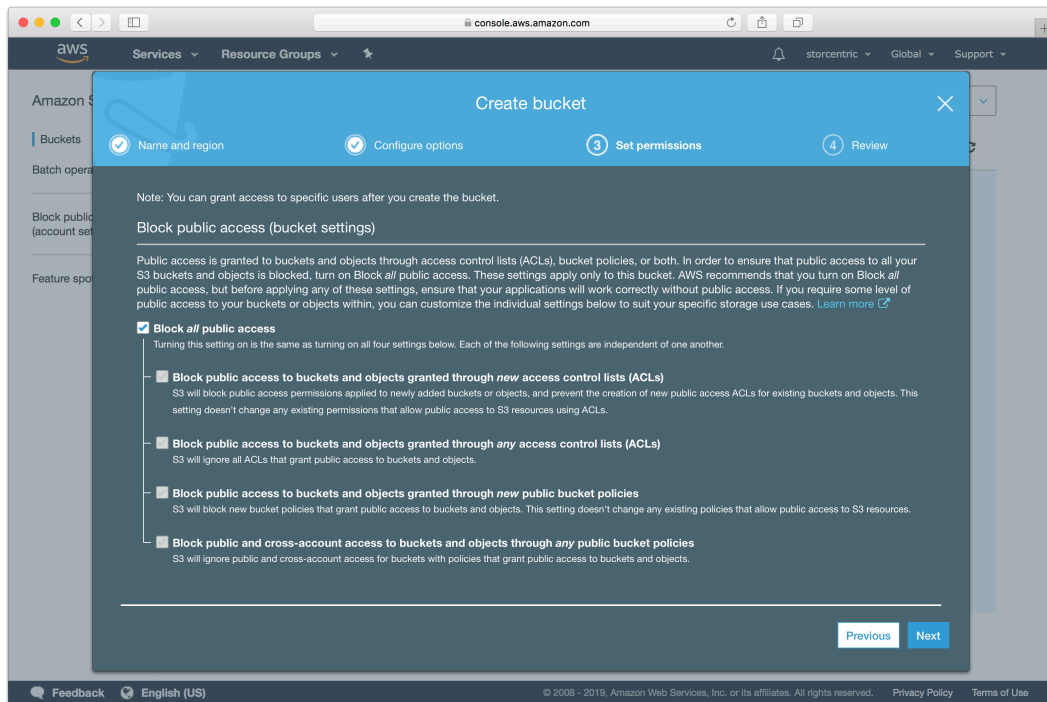 console.aws.amazon.com
aws Services Resource Groups storcentric Global Support
Amazon S
Create bucket
Buckets
Name and region Configure options 3 Set permissions 4 Review
Batch opera
Note: You can grant access to specific users after you create the bucket.
Block public
(account set
Block public access (bucket settings)
Public access is granted to buckets and objects through access control lists (ACLs), bucket policies, or both. In order to ensure that public access to all your
S3 buckets and objects is blocked, turn on Block all public access. These settings apply only to this bucket. AWS recommends that you turn on Block all
Feature spo
public access, but before applying any of these settings, ensure that your applications will work correctly without public access. If you require some level of
public access to your buckets or objects within, you can customize the individual settings below to suit your specific storage use cases. Learn more
Block all public access
Turning this setting on is the same as turning on all four settings below. Each of the following settings are independent of one another.
Block public access to buckets and objects granted through new access control lists (ACLs)
S3 will block public access permissions applied to newly added buckets or objects, and prevent the creation of new public access ACLs for existing buckets and objects. This
setting doesn't change any existing permissions that allow public access to S3 resources using ACLs.
Block public access to buckets and objects granted through any access control lists (ACLs)
S3 will ignore all ACLs that grant public access to buckets and objects.
Block public access to buckets and objects granted through new public bucket policies
S3 will block new bucket policies that grant public access to buckets and objects. This setting doesn't change any existing policies that allow public access to S3 resources.
Block public and cross-account access to buckets and objects through any public bucket policies
S3 will ignore public and cross-account access for buckets with policies that grant public access to buckets and objects.
Previous Next
Feedback English (US) © 2008 - 2019, Amazon Web Services, Inc. or its affiliates. All rights reserved. Privacy Policy Terms of Use